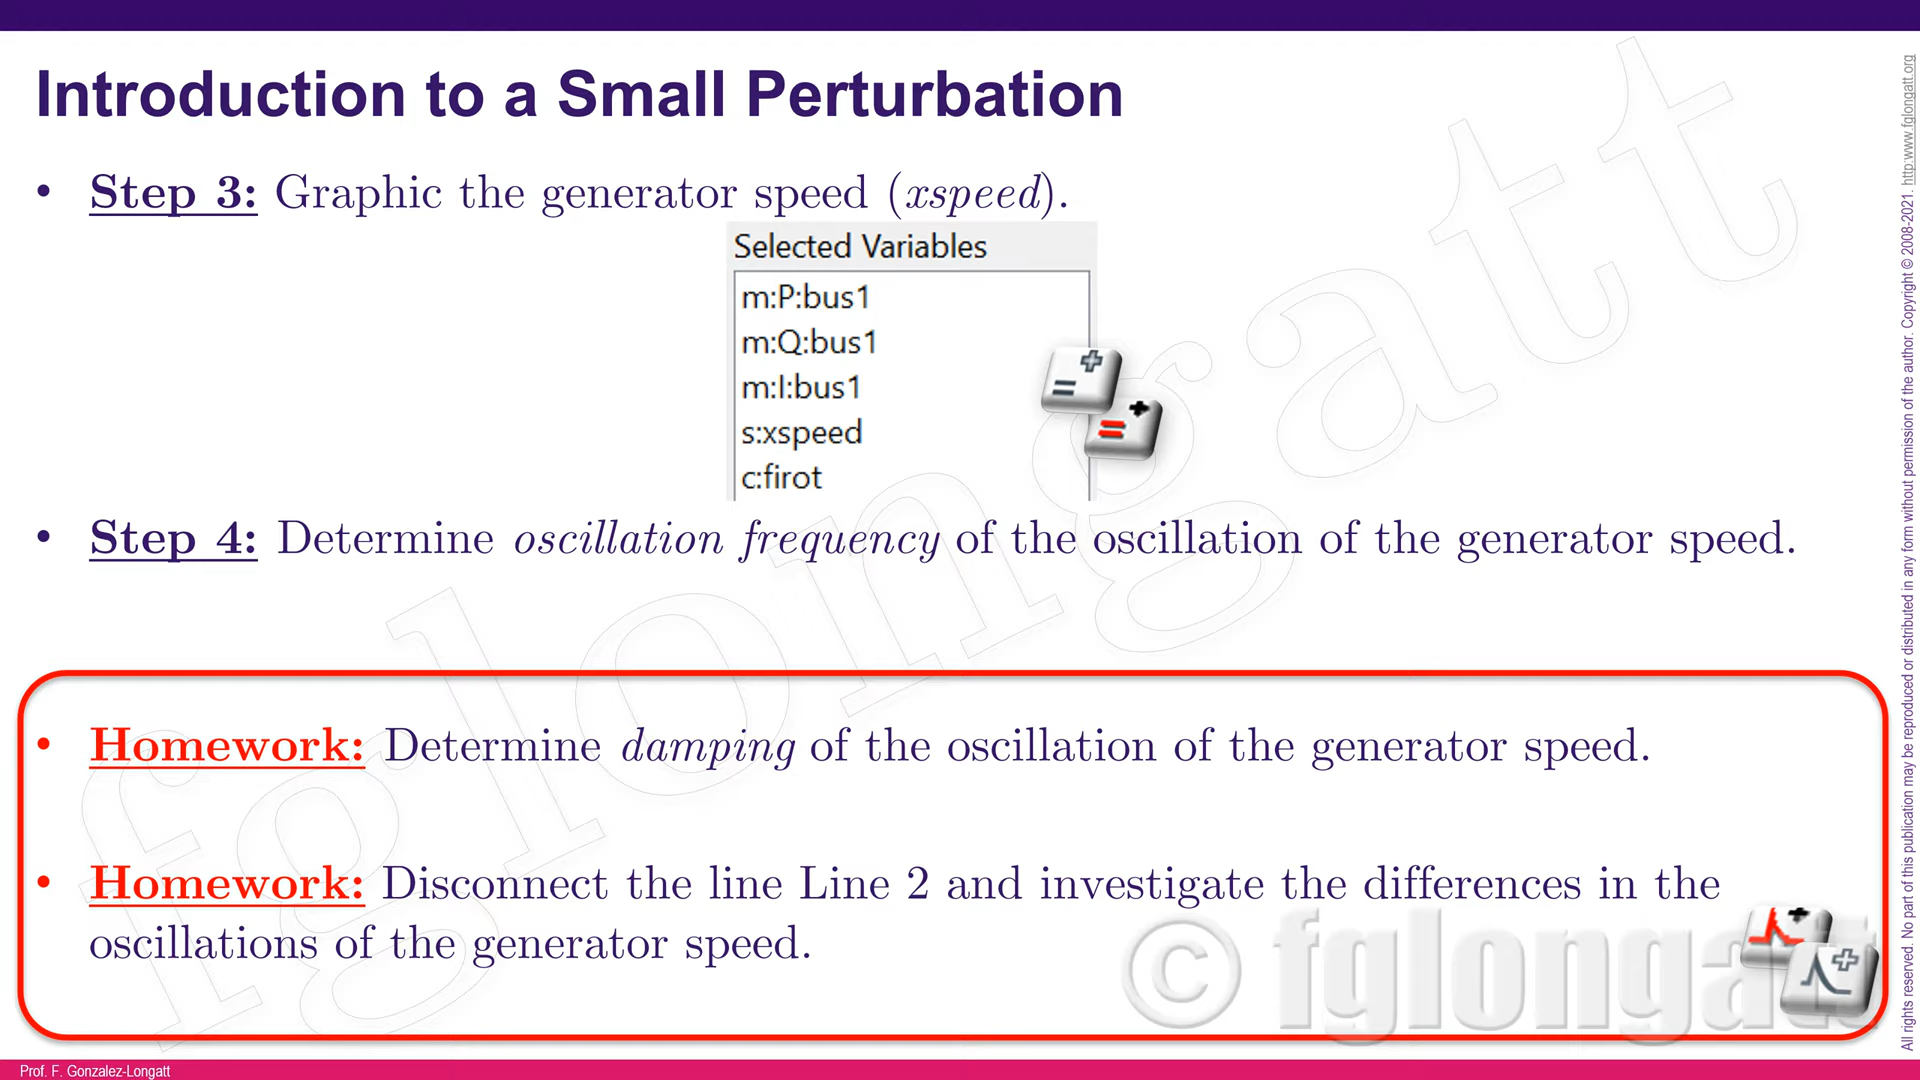 Introduction to a Small Perturbation
• Step 3: Graphic the generator speed (xspeed).
Selected Variables
m:P:bus1
m:Q:bus1
m:I:bus1
s:xspeed
c:firot
• Step 4: Determine oscillation frequency of the oscillation of the generator speed.
• Homework: Determine damping of the oscillation of the generator speed.
• Homework: Disconnect the line Line 2 and investigate the differences in the
oscillations of the generator speed.
© fglongatt
fglongatt
Prof. F. Gonzalez-Longatt
All rights reserved. No part of this publication may be reproduced or distributed in any form without permission of the author. Copyright © 2008-2021. http:www.fglongatt.org